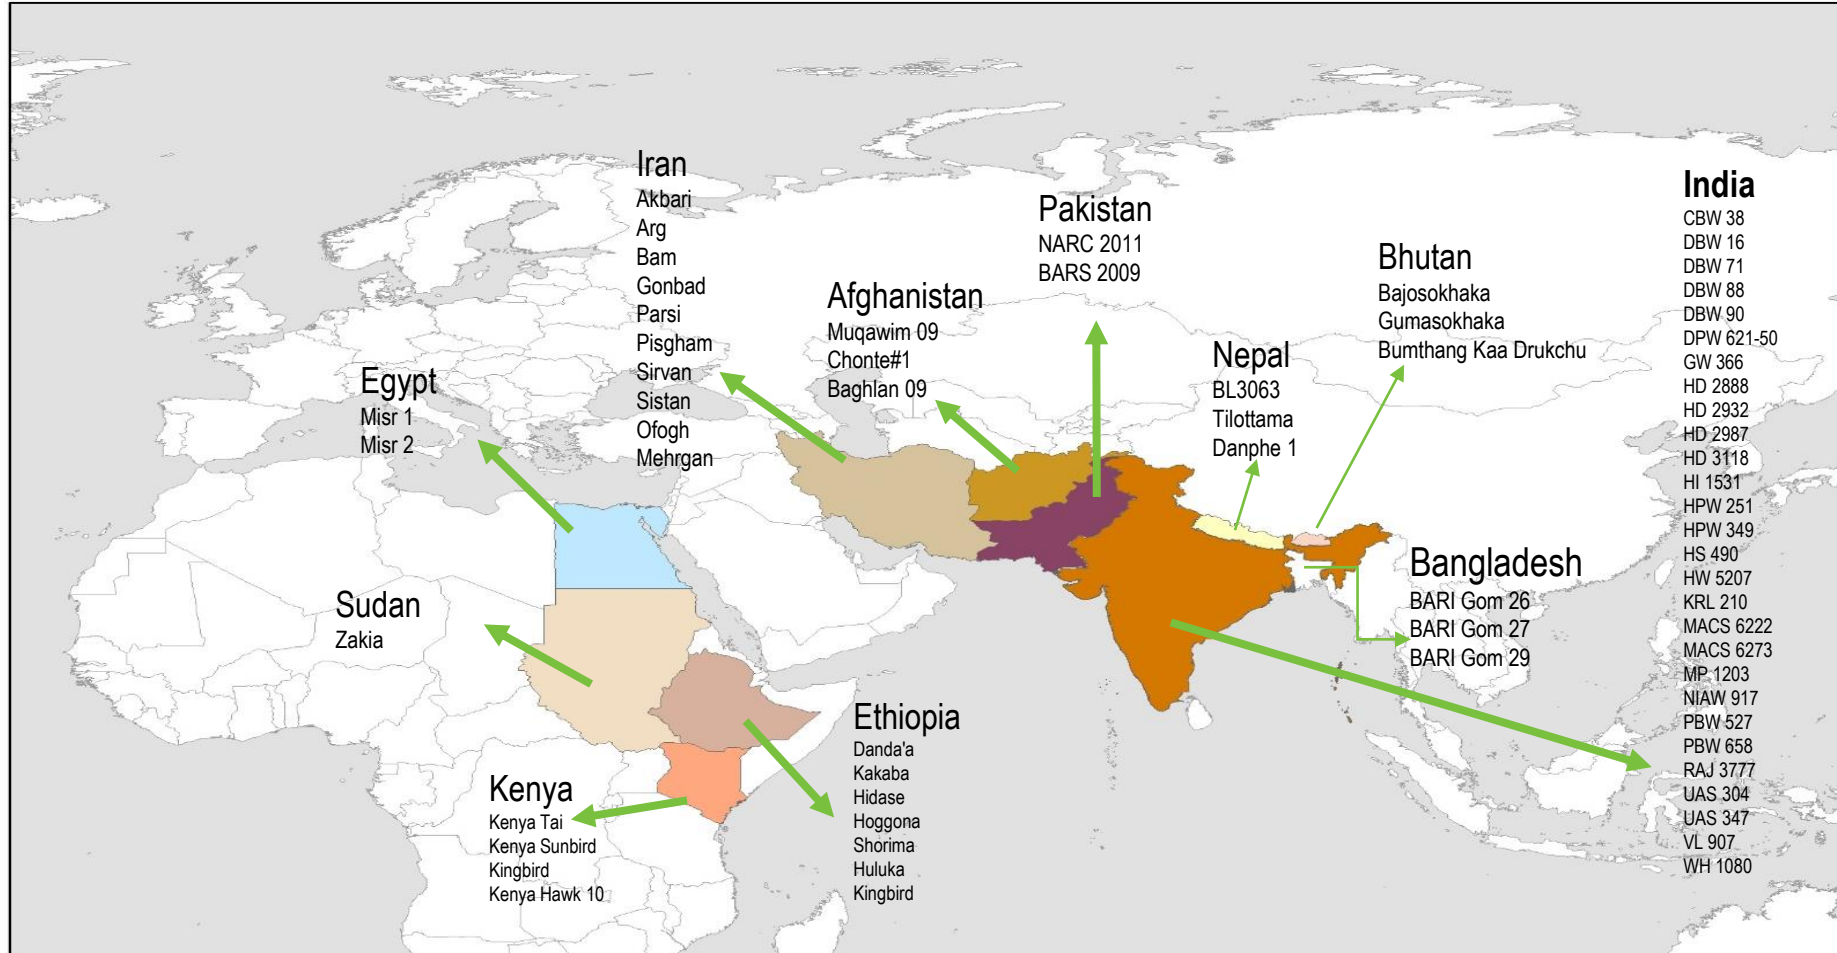 Iran
Akbari
Arg
Bam
Gonbad
Parsi
Pisgham
Sirvan
Sistan
Ofogh
Mehrgan
Egypt
Misr 1
Misr 2
Sudan
Zakia
Kenya
Kenya Tai
Kenya Sunbird
Kingbird
Kenya Hawk 10
Ethiopia
Danda'a
Kakaba
Hidase
Hoggona
Shorima
Huluka
Kingbird
Afghanistan
Muqawim 09
Chonte#1
Baghlan 09
Pakistan
NARC 2011
BARS 2009
Nepal
BL3063
Tilottama
Danphe 1
Bhutan
Bajosokhaka
Gumasokhaka
Bumthang Kaa Drukchu
Bangladesh
BARI Gom 26
BARI Gom 27
BARI Gom 29
India
CBW 38
DBW 16
DBW 71
DBW 88
DBW 90
DPW 621-50
GW 366
HD 2888
HD 2932
HD 2987
HD 3118
HI 1531
HPW 251
HPW 349
HS 490
HW 5207
KRL 210
MACS 6222
MACS 6273
MP 1203
NIAW 917
PBW 527
PBW 658
RAJ 3777
UAS 304
UAS 347
VL 907
WH 1080